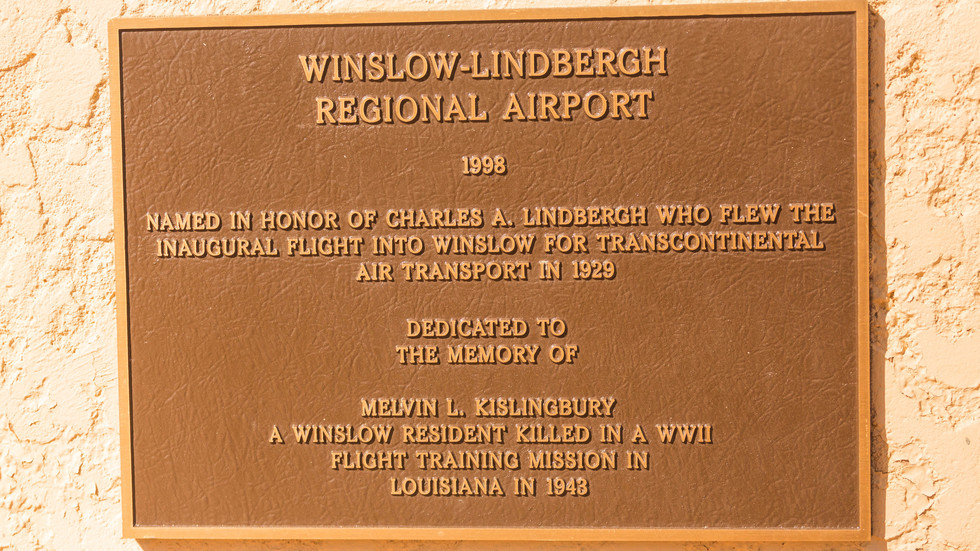 WINSLOW-LINDBERGH
REGIONAL AIRPORT
1998
NAMED IN HONOR OF CHARLES A. LINDBERGH WHO FLEW THE
INAUGURAL FLIGHT INTO WINSLOW FOR TRANSCONTINENTAL
AIR TRANSPORT IN 1929
DEDICATED TO
THE MEMORY OF
MELVIN L. KISLINGBURY
A WINSLOW RESIDENT KILLED IN A WWII
FLIGHT TRAINING MISSION IN
LOUISIANA IN 1943